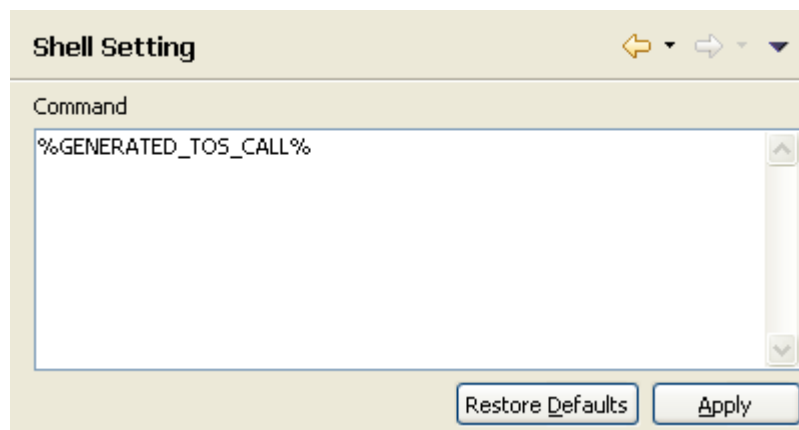 Shell Setting
Command
%GENERATED_TOS_CALL%
Restore Defaults
Apply